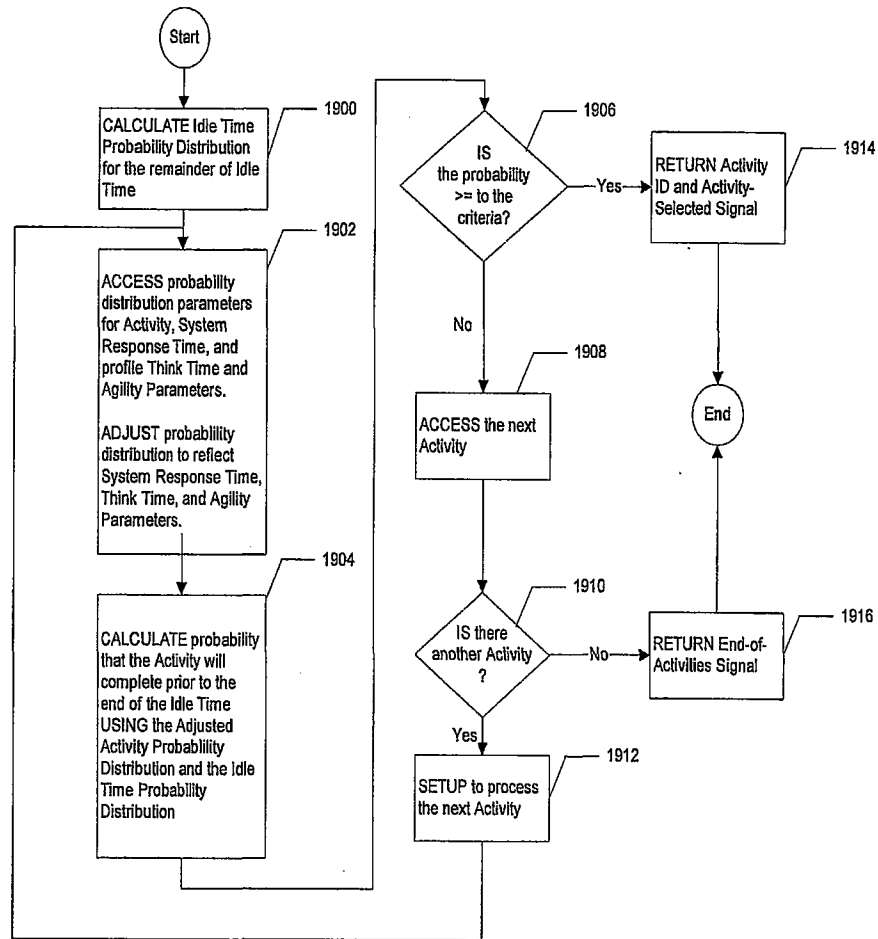 Start
1900
CALCULATE Idle Time
Probability Distribution
for the remainder of Idle
Time
1902
ACCESS probability
distribution parameters
for Activity, System
Response Time, and
profile Think Time and
Agility Parameters.
ADJUST probablility
distribution to reflect
System Response Time,
Think Time, and Agility
Parameters.
1904
CALCULATE probability
that the Activity will
complete prior to the
end of the Idle Time
USING the Adjusted
Activity Probablility
Distribution and the Idle
Time Probability
Distribution
1906
IS
the probability
>= to the
criteria?
Yes
No
1914
RETURN Activity
ID and Activity-
Selected Signal
1908
ACCESS the next
Activity
End
1910
IS there
another Activity
?
No
Yes
1916
RETURN End-of-
Activities Signal
1912
SETUP to process
the next Activity